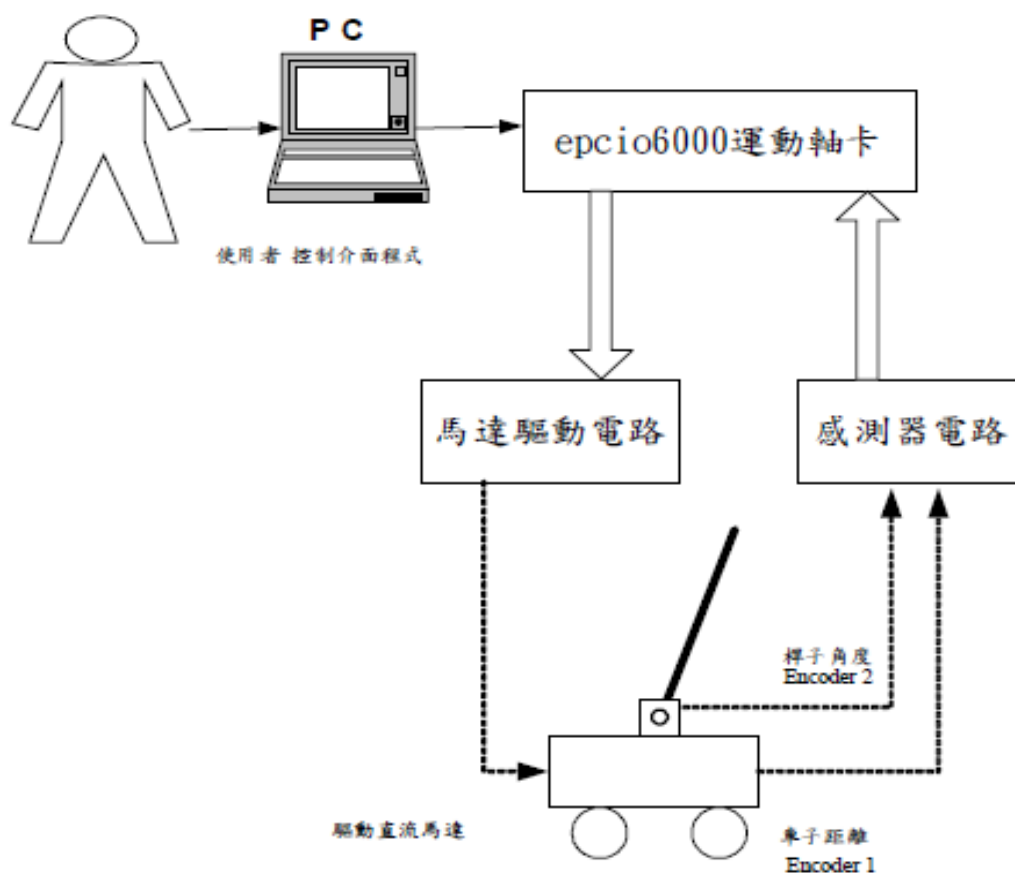 P C
epcio6000運動軸卡
使用者 控制介面程式
馬達驅動電路
感測器電路
桿子角度
Encoder 2
驅動直流馬達
車子距離
Encoder 1